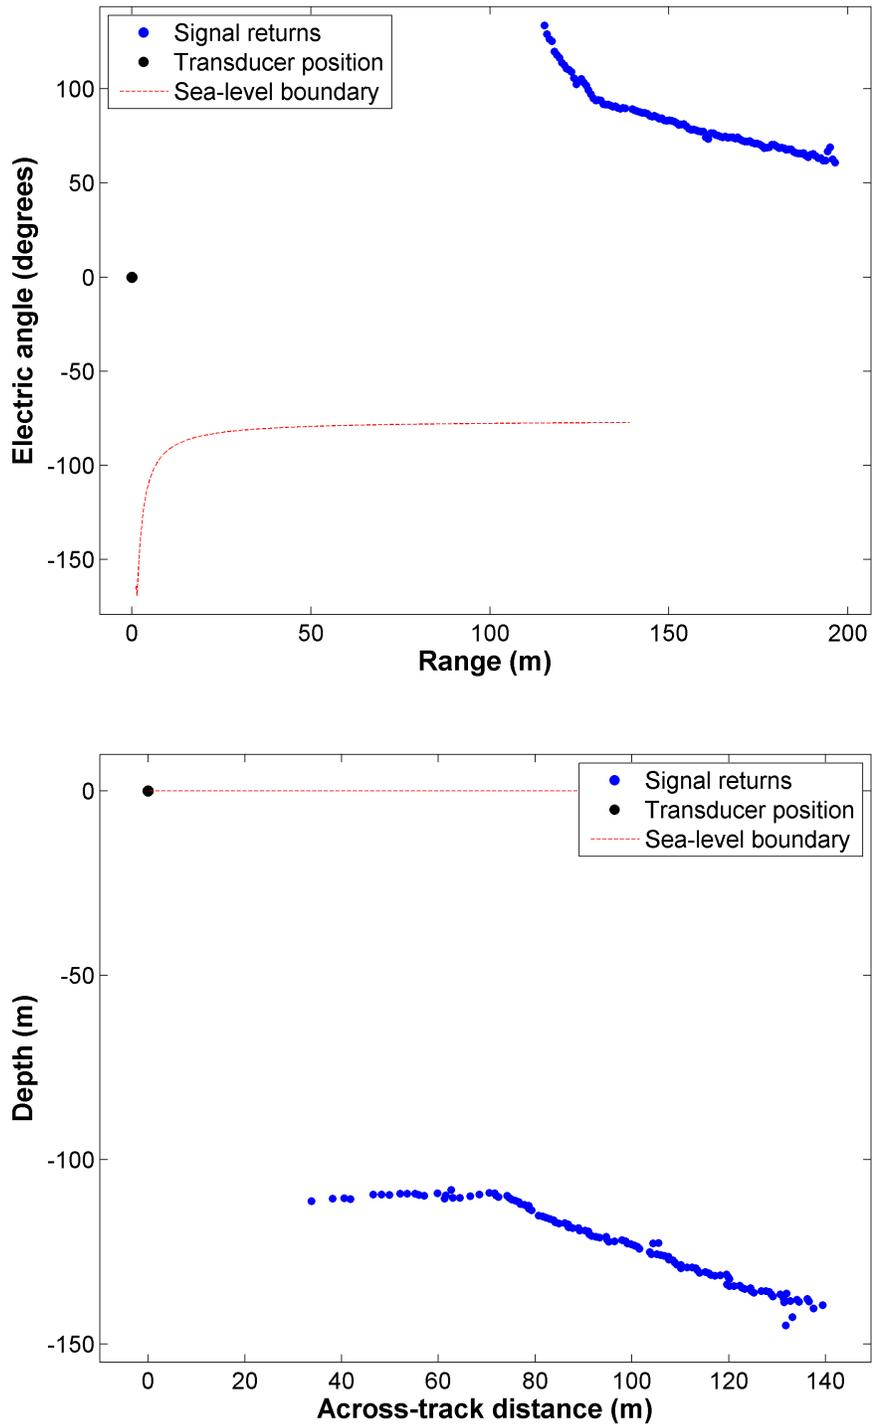 Signal returns
Transducer position
Sea-level boundary
100
50
0
-50
-100
-150
Electric angle (degrees)
0 50 100 150 200
Range (m)
Signal returns
Transducer position
Sea-level boundary
0
-50
-100
-150
Depth (m)
0 20 40 60 80 100 120 140
Across-track distance (m)